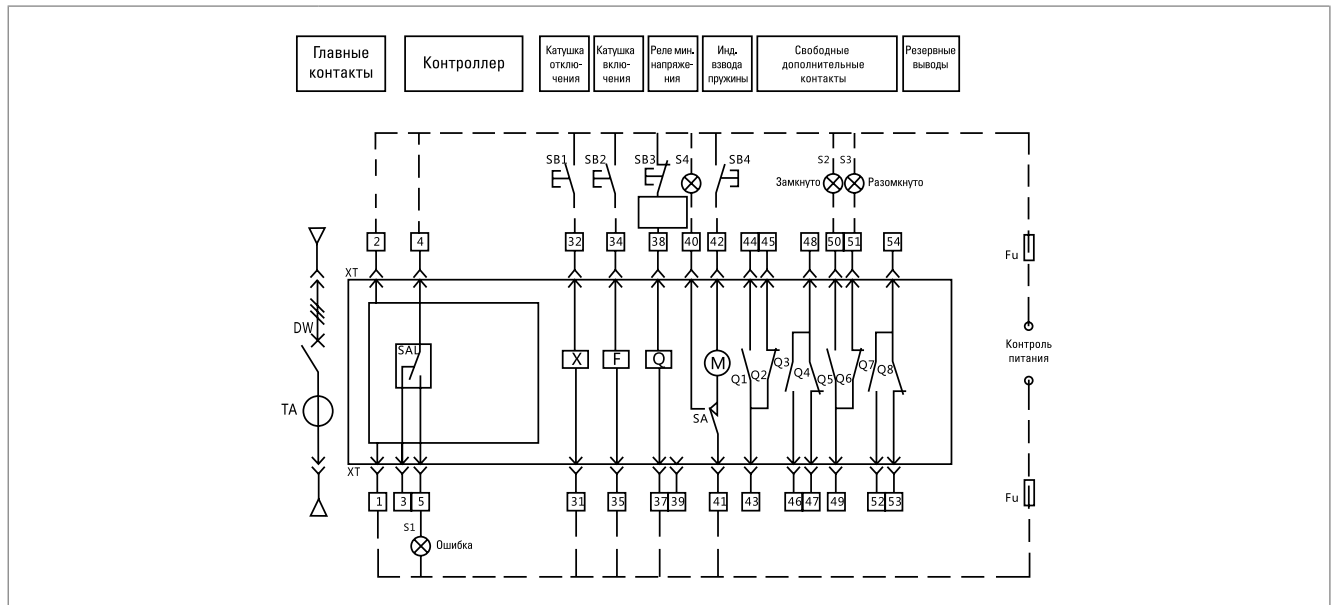 Главные
контакты
Контроллер
Катушка
отклю-
чения
Катушка
вклю-
чения
Реле мин.
напряже-
ния
Инд.
взвода
пружины
Свободные
дополнительные
контакты
Резервные
выводы
SB1
SB2
SB3
S4
SB4
S2
S3
Замкнуто
Разомкнуто
2
4
32
34
38
40
42
44
45
48
50
51
54
Fu
XT
DW
SAL
X
F
Q
M
Q1
Q2
Q3
Q4
Q5
Q6
Q7
Q8
Контроль
питания
TA
SA
XT
1
3
5
31
35
37
39
41
43
46
47
49
52
53
Fu
S1
Ошибка